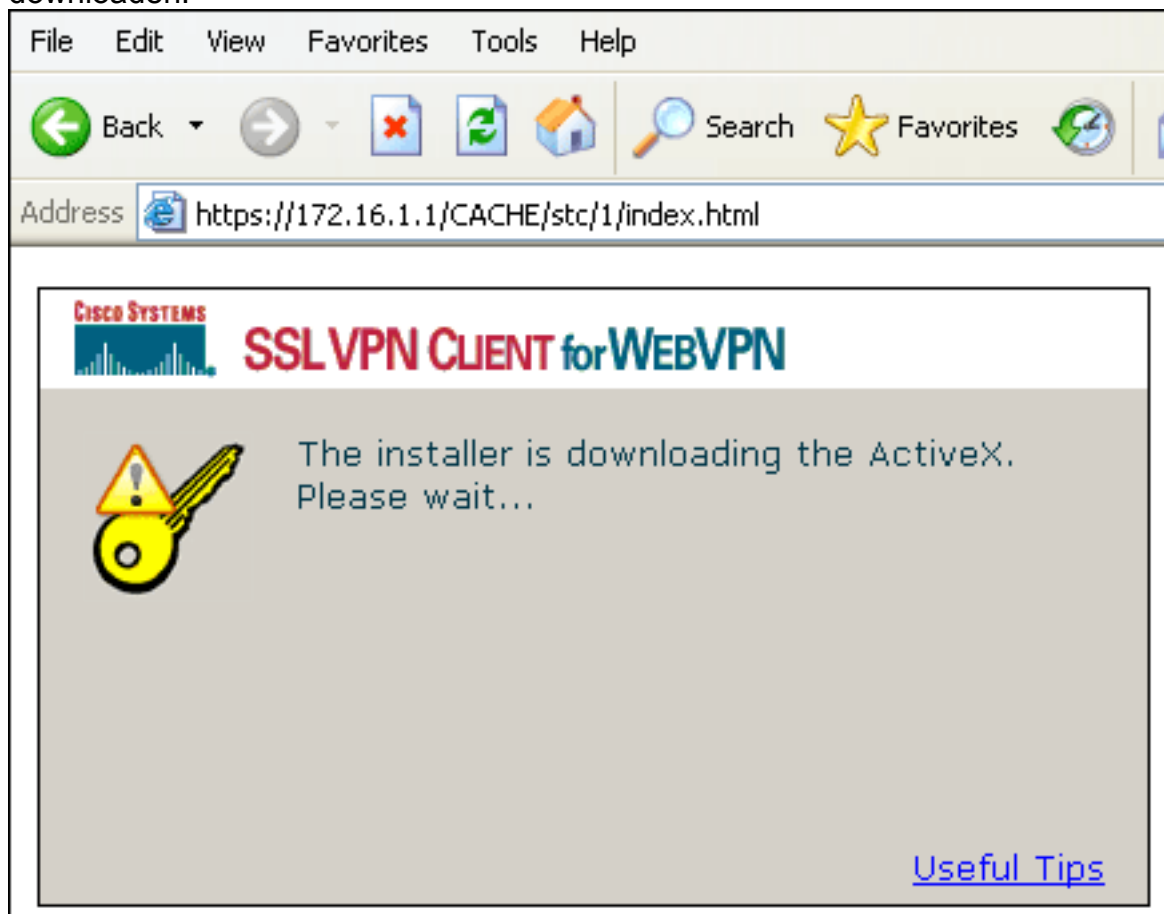 downloaden.
File Edit View Favorites Tools Help
Back Search Favorites
Address https://172.16.1.1/CACHE/stc/1/index.html
CISCO SYSTEMS
SSL VPN CLIENT for WEBVPN
The installer is downloading the ActiveX.
Please wait...
Useful Tips